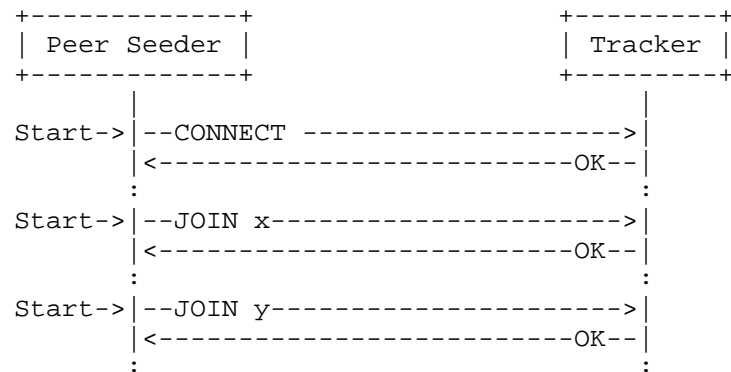 +-------------+                    +---------+
| Peer Seeder |                    | Tracker |
+-------------+                    +---------+
       |                                |
Start->|--CONNECT -------------------->|
       |<--------------------------OK--|
       :                                :
Start->|--JOIN x---------------------->|
       |<--------------------------OK--|
       :                                :
Start->|--JOIN y---------------------->|
       |<--------------------------OK--|
       :                                :